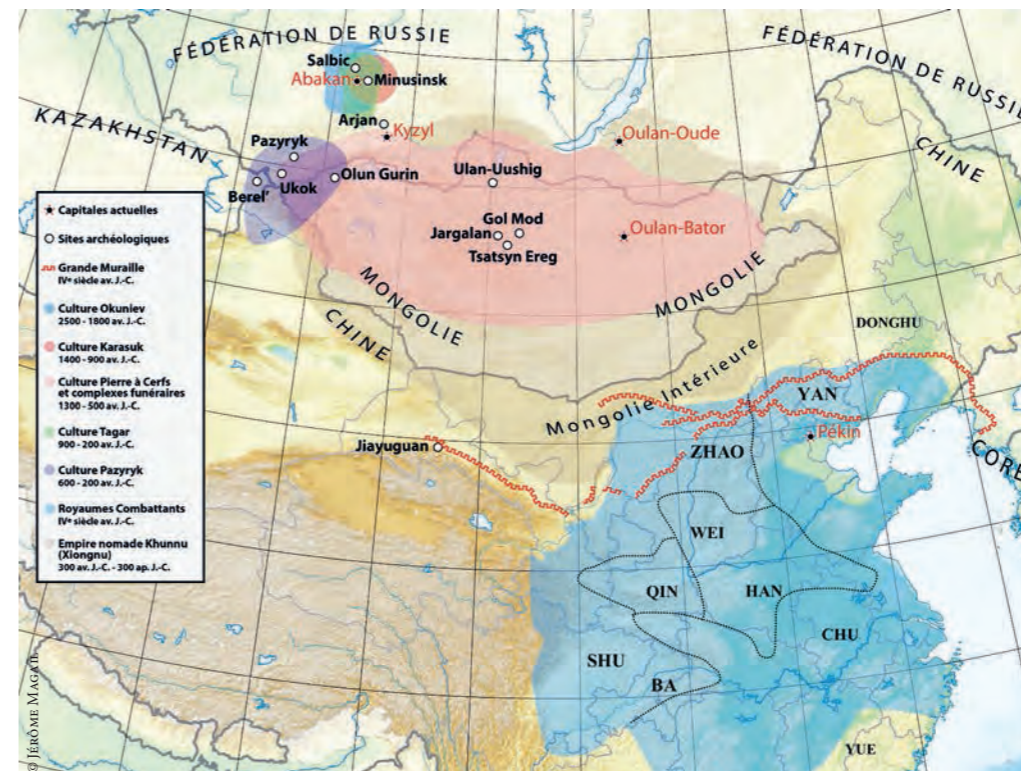 FÉDÉRATION DE RUSSIE
FÉDÉRATION DE RUSSIE
Salbic
Abakan
Minusinsk
KAZAKHSTAN
Arjan
Kyzyl
Oulan-Oude
CHINE
Pazyryk
Berel'
Ukok
Olun Gurin
Ulan-Uushig
Gol Mod
Jargalan
Tsatsyn Ereg
Oulan-Bator
MONGOLIE
MONGOLIE
CHINE
Mongolie Intérieure
DONGHU
Capitales actuelles
Sites archéologiques
Grande Muraille
IVe siècle av. J.-C.
Culture Okuniev
2500 - 1800 av. J.-C.
Culture Karasuk
1400 - 900 av. J.-C.
Culture Pierre à Cerfs
et complexes funéraires
1300 - 500 av. J.-C.
Culture Tagar
900 - 200 av. J.-C.
Culture Pazyryk
600 - 200 av. J.-C.
Royaumes Combattants
IVe siècle av. J.-C.
Empire nomade Khunnu
(Xiongnu)
300 av. J.-C. - 300 ap. J.-C.
YAN
Pékin
CORÉ
Jiayuguan
ZHAO
WEI
QIN
HAN
CHU
SHU
BA
YUE
© JÉRÔME MAGAIL